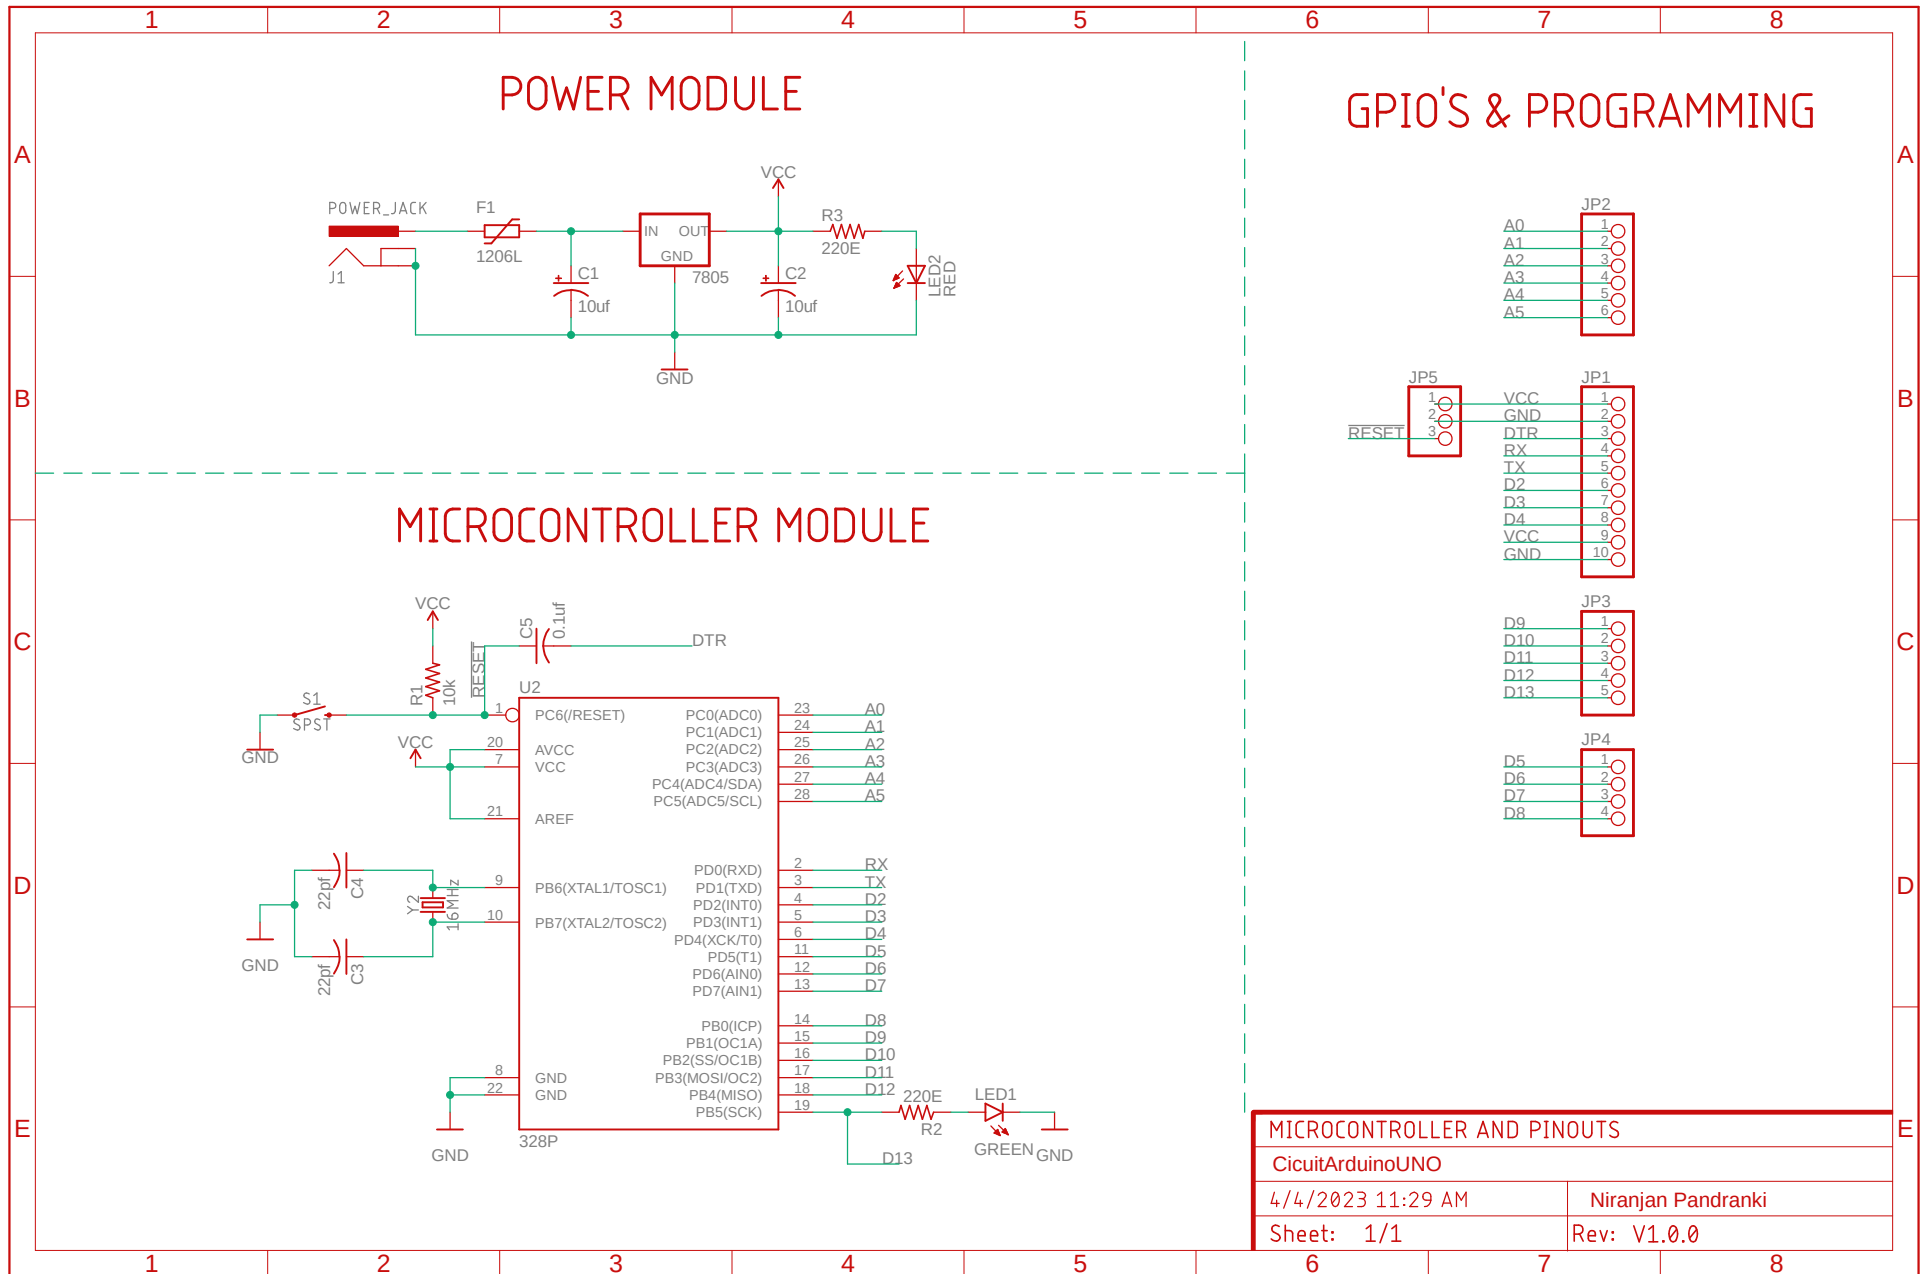 1 2 3 4 5 6 7 8
A A
B B
C C
D D
E E
1 2 3 4 5 6 7 8
POWER MODULE
POWER_JACK
J1
F1
1206L
C1
10uf
IN OUT
GND
7805
VCC
C2
10uf
R3
220E
LED2
RED
GND
MICROCONTROLLER MODULE
VCC
R1
10k
RESET
C5
0.1uf
DTR
S1
SPST
GND
VCC
U2
1 PC6(/RESET)
20 AVCC
7 VCC
21 AREF
9 PB6(XTAL1/TOSC1)
10 PB7(XTAL2/TOSC2)
8 GND
22 GND
328P
22pf
C4
Y2
16MHz
22pf
C3
GND
GND
PC0(ADC0) 23 A0
PC1(ADC1) 24 A1
PC2(ADC2) 25 A2
PC3(ADC3) 26 A3
PC4(ADC4/SDA) 27 A4
PC5(ADC5/SCL) 28 A5
PD0(RXD) 2 RX
PD1(TXD) 3 TX
PD2(INT0) 4 D2
PD3(INT1) 5 D3
PD4(XCK/T0) 6 D4
PD5(T1) 11 D5
PD6(AIN0) 12 D6
PD7(AIN1) 13 D7
PB0(ICP) 14 D8
PB1(OC1A) 15 D9
PB2(SS/OC1B) 16 D10
PB3(MOSI/OC2) 17 D11
PB4(MISO) 18 D12
PB5(SCK) 19
220E
R2
LED1
GREEN
GND
D13
GPIO'S & PROGRAMMING
JP2
A0 1
A1 2
A2 3
A3 4
A4 5
A5 6
JP5
1
2
RESET 3
JP1
VCC 1
GND 2
DTR 3
RX 4
TX 5
D2 6
D3 7
D4 8
VCC 9
GND 10
JP3
D9 1
D10 2
D11 3
D12 4
D13 5
JP4
D5 1
D6 2
D7 3
D8 4
MICROCONTROLLER AND PINOUTS
CicuitArduinoUNO
4/4/2023 11:29 AM Niranjan Pandranki
Sheet: 1/1 Rev: V1.0.0